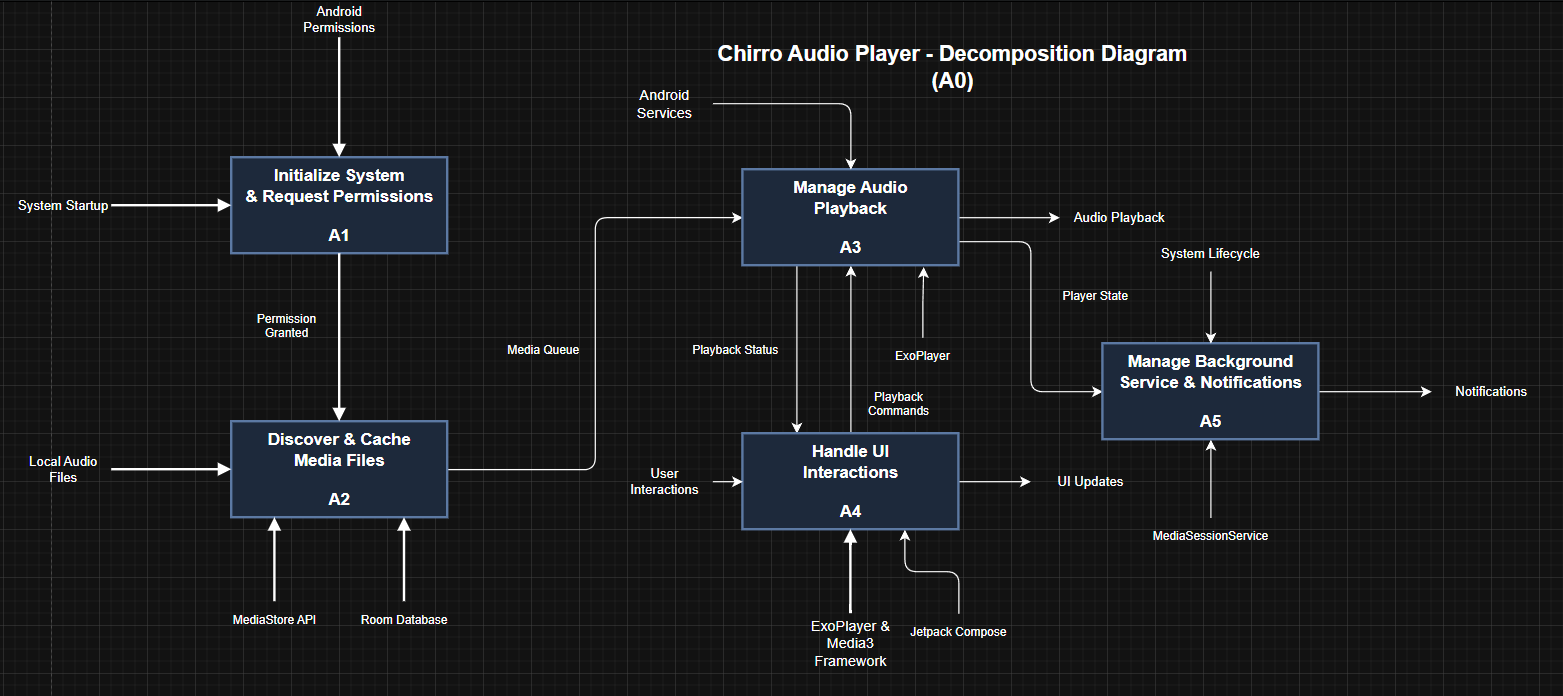 Android
Permissions
Chirro Audio Player - Decomposition Diagram
(A0)
Android
Services
Initialize System
& Request Permissions
A1
System Startup
Manage Audio
Playback
A3
Audio Playback
System Lifecycle
Player State
Permission
Granted
Media Queue
Playback Status
ExoPlayer
Playback
Commands
Manage Background
Service & Notifications
A5
Notifications
Discover & Cache
Media Files
A2
Local Audio
Files
User
Interactions
Handle UI
Interactions
A4
UI Updates
MediaSessionService
MediaStore API
Room Database
ExoPlayer &
Media3
Framework
Jetpack Compose